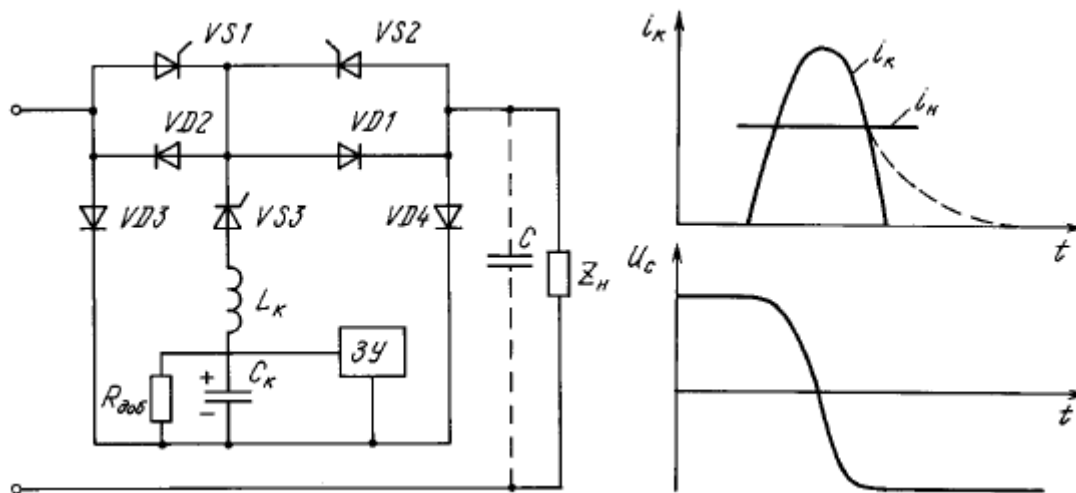 VS1 VS2
VD2 VD1
VD3 VS3 VD4
C
Zн
Lк
ЗУ
Rдоб + Cк
−
iк
iк
iн
t
Uc
t